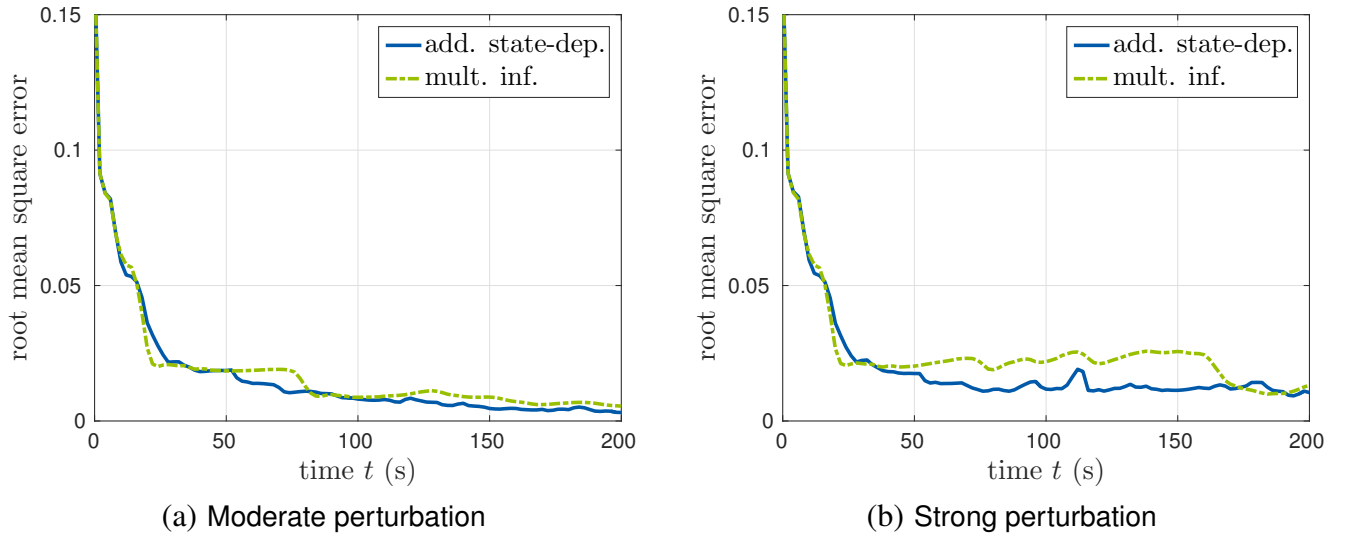 0.15
0.1
0.05
0
root mean square error
add. state-dep.
mult. inf.
0 50 100 150 200
time t (s)
(a) Moderate perturbation
0.15
0.1
0.05
0
root mean square error
add. state-dep.
mult. inf.
0 50 100 150 200
time t (s)
(b) Strong perturbation